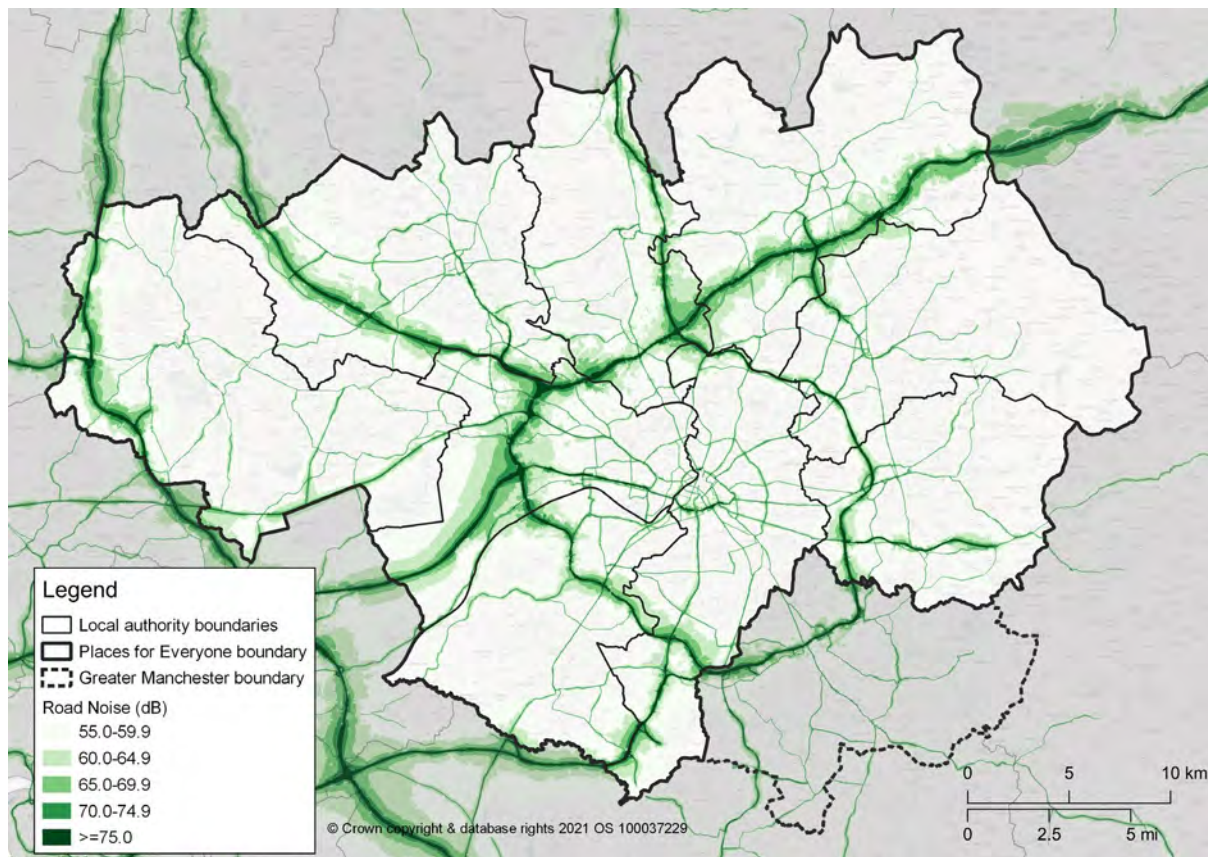 Legend
Local authority boundaries
Places for Everyone boundary
Greater Manchester boundary
Road Noise (dB)
55.0-59.9
60.0-64.9
65.0-69.9
70.0-74.9
>=75.0
© Crown copyright & database rights 2021 OS 100037229
0 5 10 km
0 2.5 5 mi